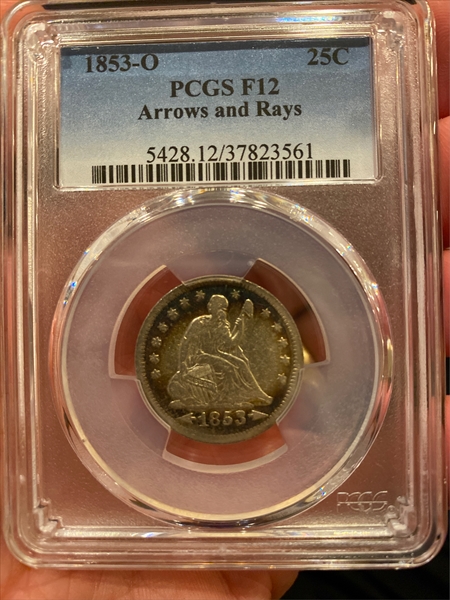 1853-O 25C
PCGS F12
Arrows and Rays
5428.12/37823561
1853
PCGS